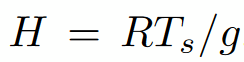 H = RT_s/g